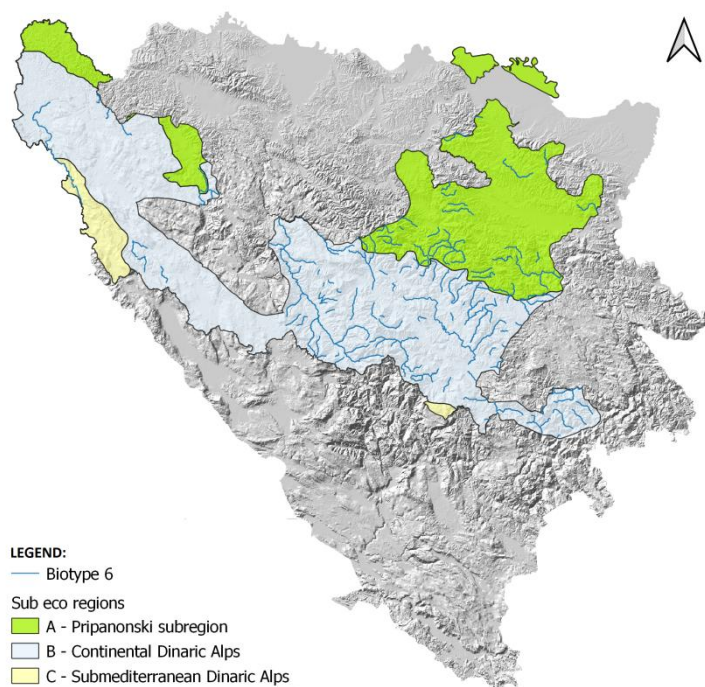 LEGEND:
Biotype 6
Sub eco regions
A - Pripanonski subregion
B - Continental Dinaric Alps
C - Submediterranean Dinaric Alps